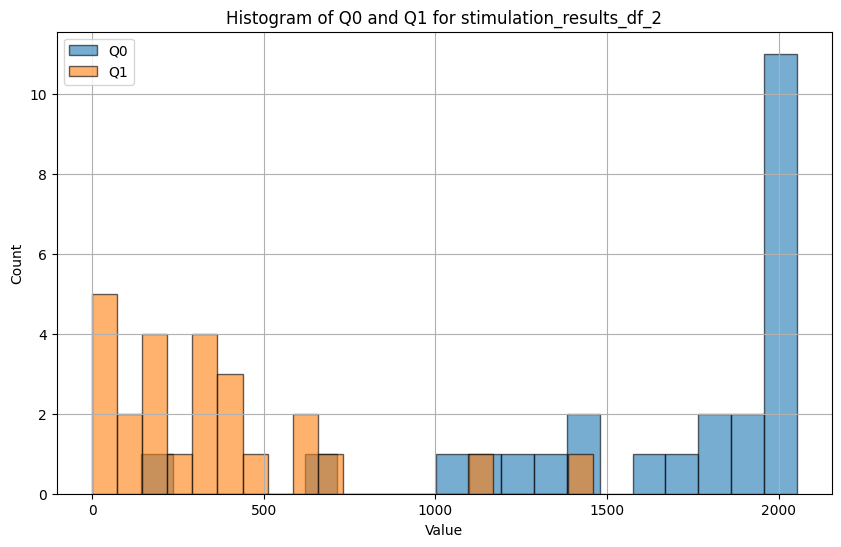 Histogram of Q0 and Q1 for stimulation_results_df_2
Q0
Q1
10
8
6
4
2
0
Count
0 500 1000 1500 2000
Value